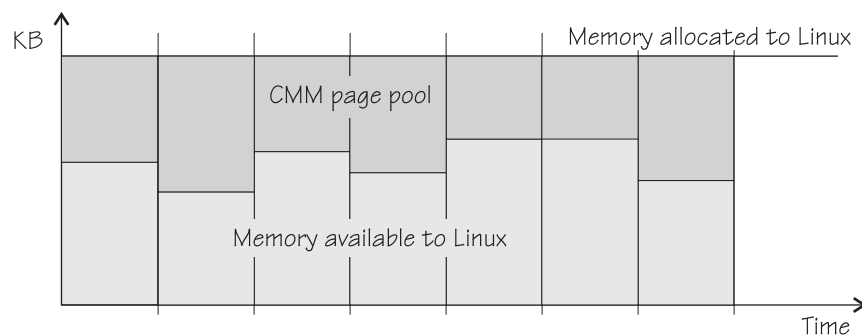 KB
Memory allocated to Linux
CMM page pool
Memory available to Linux
Time